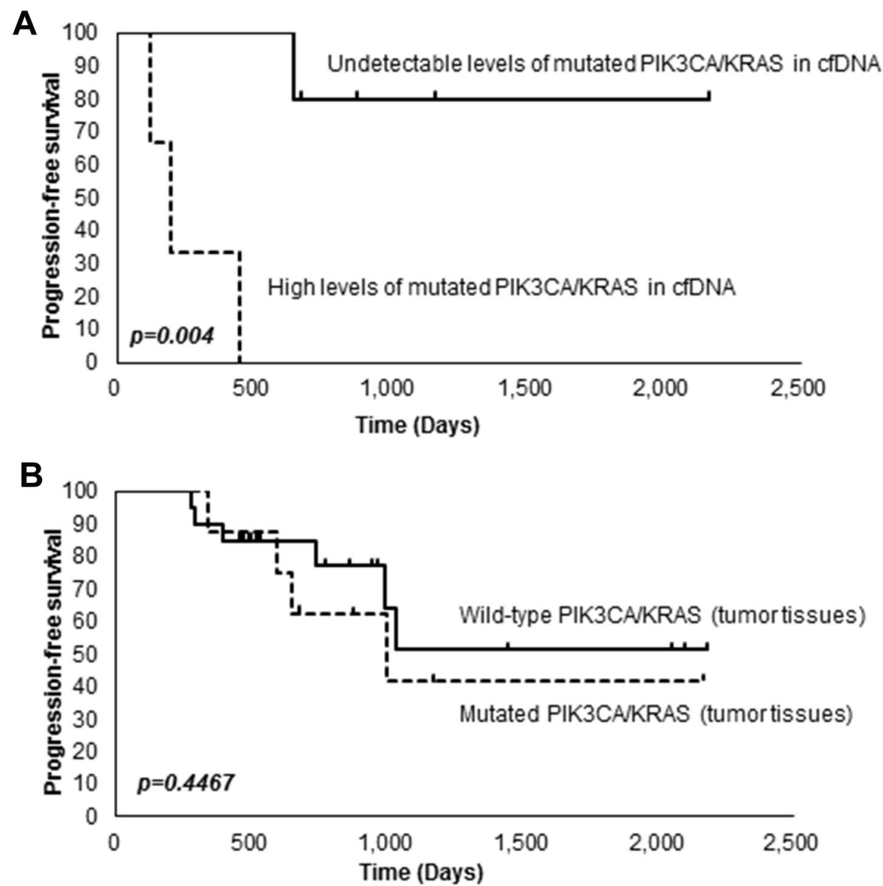 A
Progression-free survival
100
90
80
70
60
50
40
30
20
10
0
Undetectable levels of mutated PIK3CA/KRAS in cfDNA
High levels of mutated PIK3CA/KRAS in cfDNA
p=0.004
0 500 1,000 1,500 2,000 2,500
Time (Days)
B
Progression-free survival
100
90
80
70
60
50
40
30
20
10
0
Wild-type PIK3CA/KRAS (tumor tissues)
Mutated PIK3CA/KRAS (tumor tissues)
p=0.4467
0 500 1,000 1,500 2,000 2,500
Time (Days)